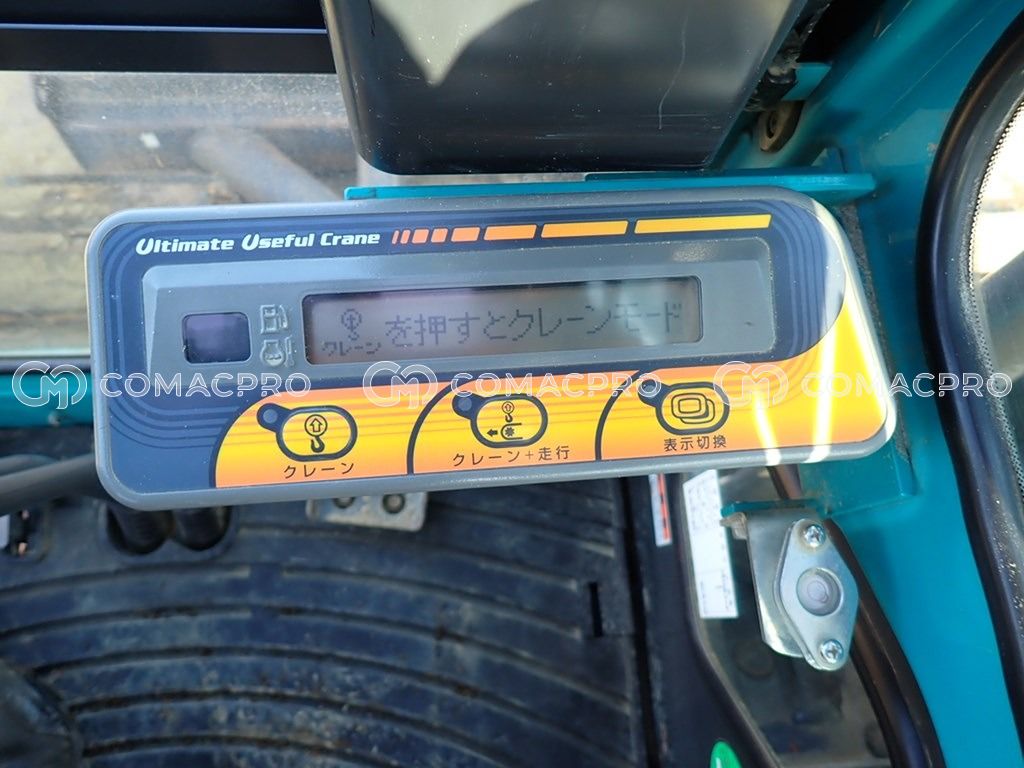 Ultimate Useful Crane
クレーン を押すとクレーンモード
COMACPRO COMACPRO COMACPRO
クレーン
クレーン+走行
表示切換